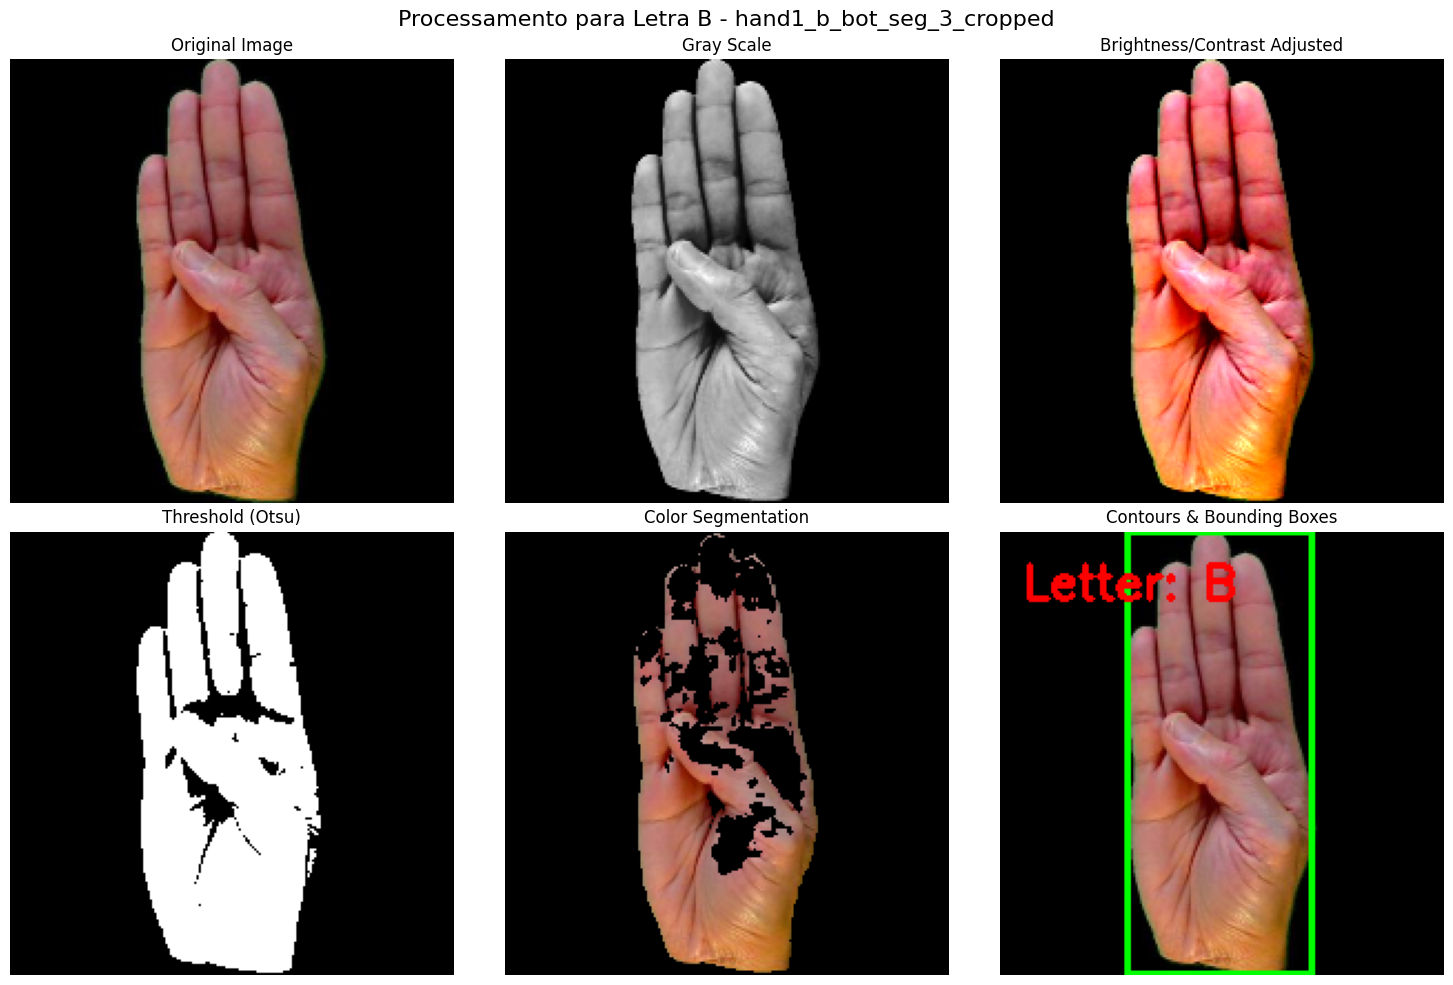 Processamento para Letra B - hand1_b_bot_seg_3_cropped
Original Image
Gray Scale
Brightness/Contrast Adjusted
Threshold (Otsu)
Color Segmentation
Contours & Bounding Boxes
Letter: B